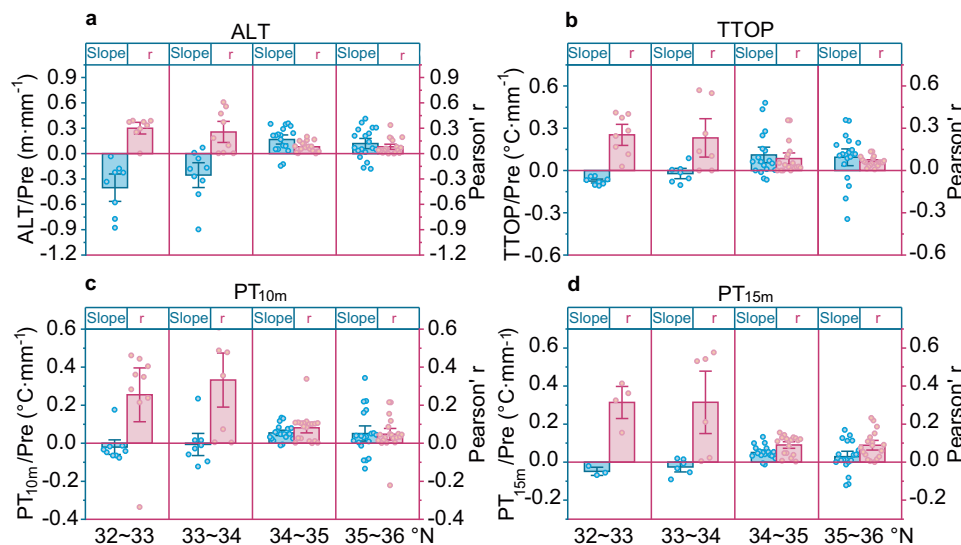 a
ALT
Slope r Slope r Slope r Slope r
ALT/Pre (m·mm⁻¹)
0.9
0.6
0.3
0.0
-0.3
-0.6
-0.9
-1.2
0.9
0.6
0.3
0.0
-0.3
-0.6
-0.9
-1.2
Pearson' r
b
TTOP
Slope r Slope r Slope r Slope r
TTOP/Pre (°C·mm⁻¹)
0.6
0.3
0.0
-0.3
-0.6
0.6
0.3
0.0
-0.3
-0.6
Pearson' r
c
PT10m
Slope r Slope r Slope r Slope r
PT10m/Pre (°C·mm⁻¹)
0.6
0.4
0.2
0.0
-0.2
-0.4
0.6
0.4
0.2
0.0
-0.2
-0.4
Pearson' r
32~33 33~34 34~35 35~36 °N
d
PT15m
Slope r Slope r Slope r Slope r
PT15m/Pre (°C·mm⁻¹)
0.6
0.4
0.2
0.0
-0.2
0.6
0.4
0.2
0.0
-0.2
Pearson' r
32~33 33~34 34~35 35~36 °N